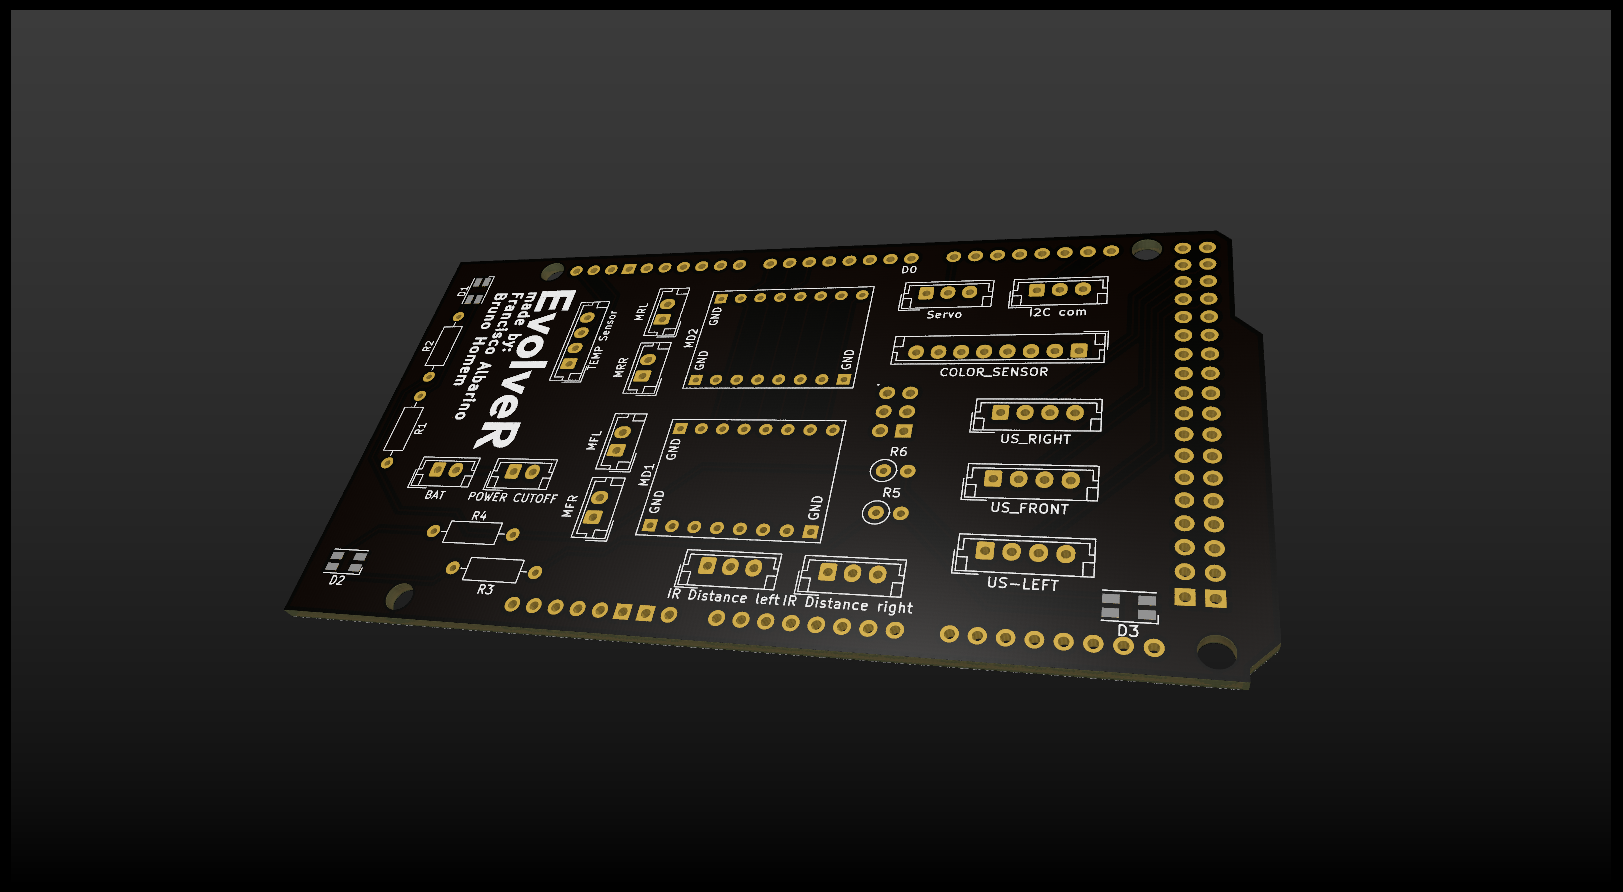 EvolveR
made by:
Francisco Albarino
Bruno Homem
D1
R2
R1
TEMP Sensor
MRL
MRR
MD2
GND
GND
GND
D0
Servo
I2C com
COLOR_SENSOR
US_RIGHT
R6
US_FRONT
R5
US-LEFT
MFL
MFR
MD1
GND
GND
GND
BAT
POWER CUTOFF
R4
R3
D2
IR Distance left
IR Distance right
D3